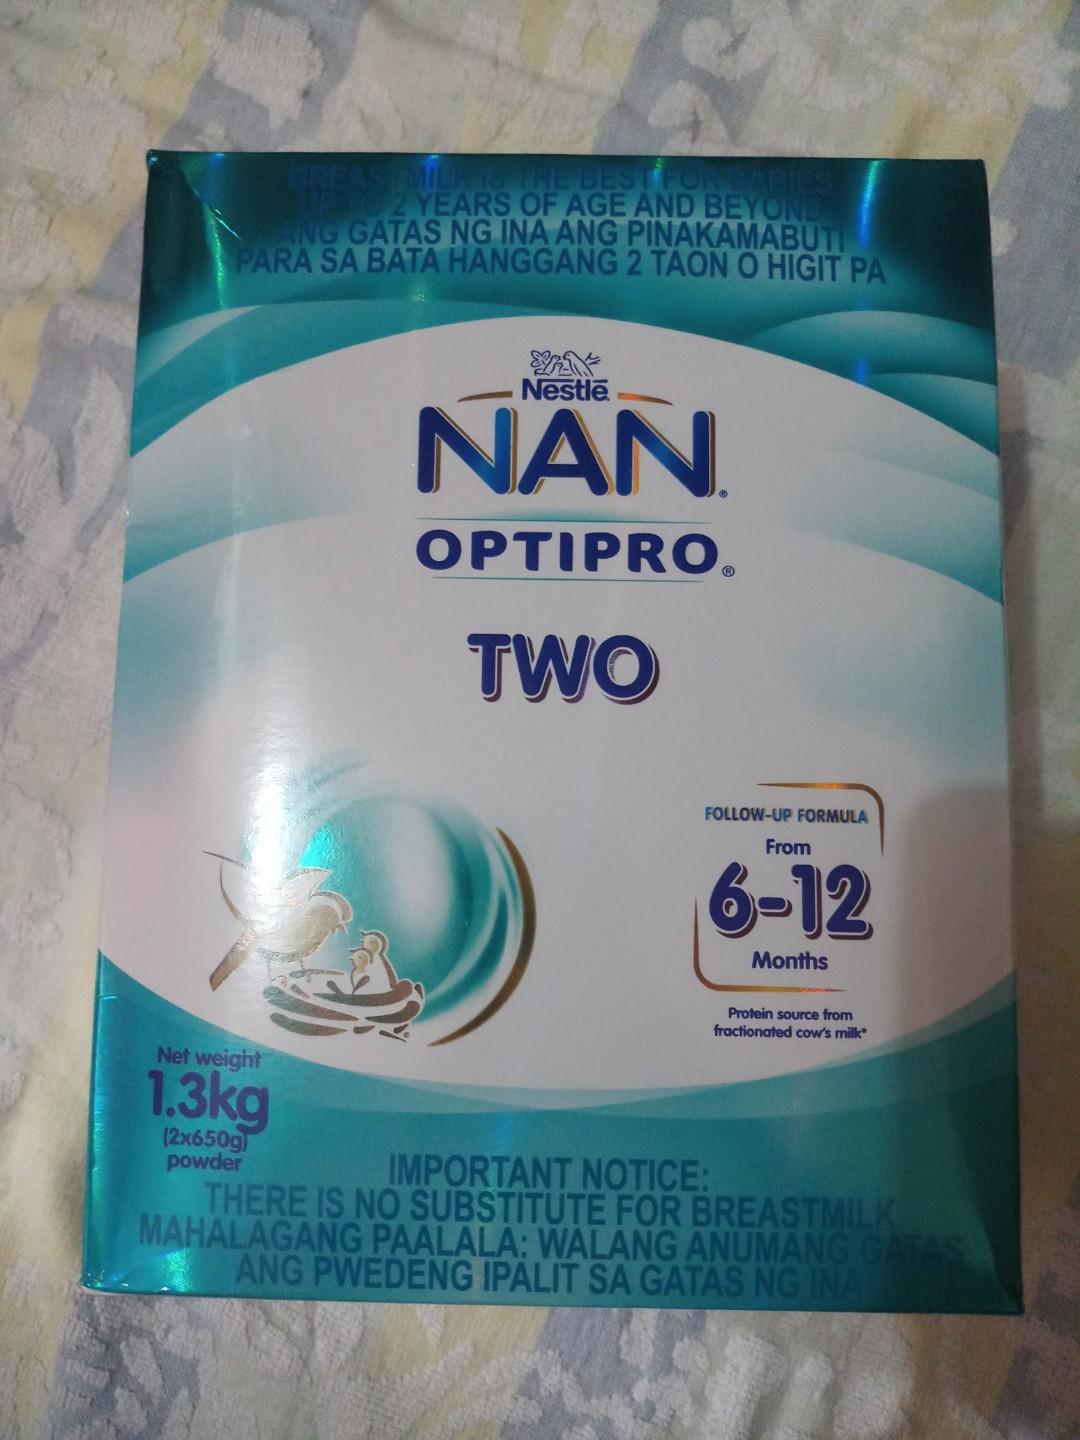 BREASTMILK IS THE BEST FOR BABIES
UP TO 2 YEARS OF AGE AND BEYOND
ANG GATAS NG INA ANG PINAKAMABUTI
PARA SA BATA HANGGANG 2 TAON O HIGIT PA
Nestlé®
NAN®
OPTIPRO®
TWO
FOLLOW-UP FORMULA
From
6-12
Months
Protein source from
fractionated cow's milk*
Net weight
1.3kg
(2x650g)
powder
IMPORTANT NOTICE:
THERE IS NO SUBSTITUTE FOR BREASTMILK
MAHALAGANG PAALALA: WALANG ANUMANG GATAS
ANG PWEDENG IPALIT SA GATAS NG INA